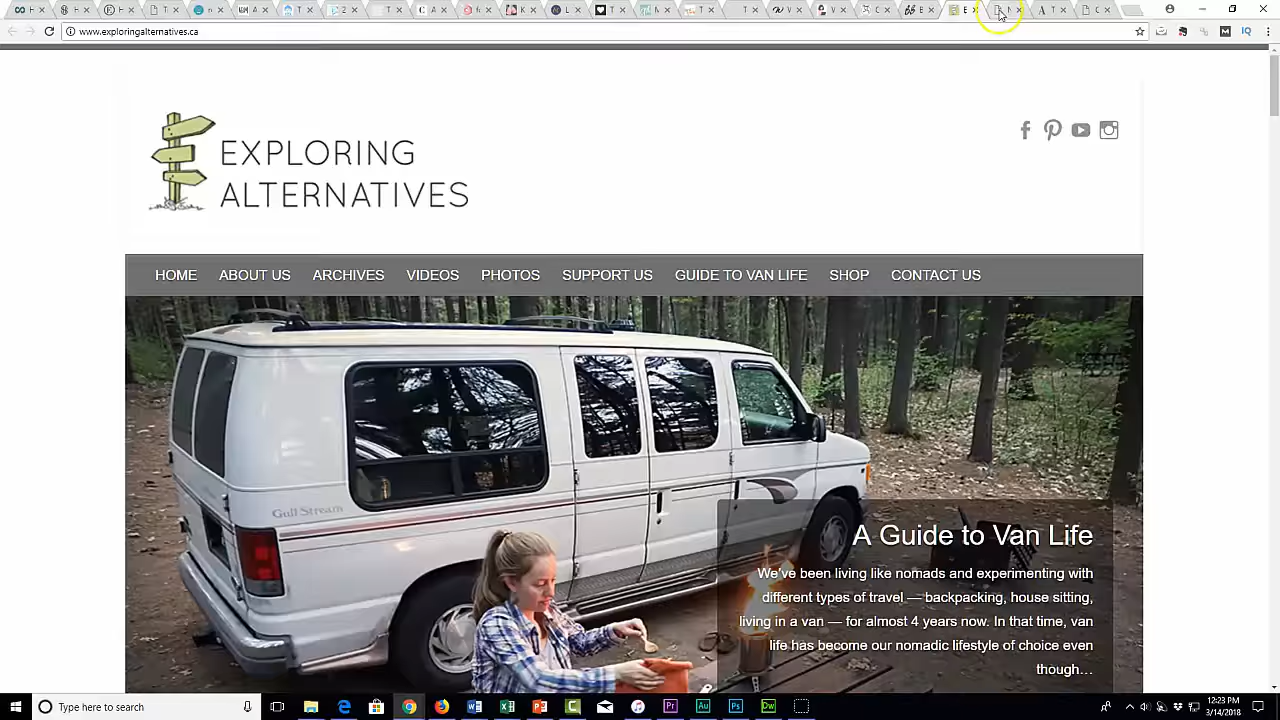 www.exploringalternatives.ca
EXPLORING
ALTERNATIVES
HOME ABOUT US ARCHIVES VIDEOS PHOTOS SUPPORT US GUIDE TO VAN LIFE SHOP CONTACT US
Gulf Stream
A Guide to Van Life
We've been living like nomads and experimenting with
different types of travel — backpacking, house sitting,
living in a van — for almost 4 years now. In that time, van
life has become our nomadic lifestyle of choice even
though…
Type here to search
12:23 PM
3/14/2018